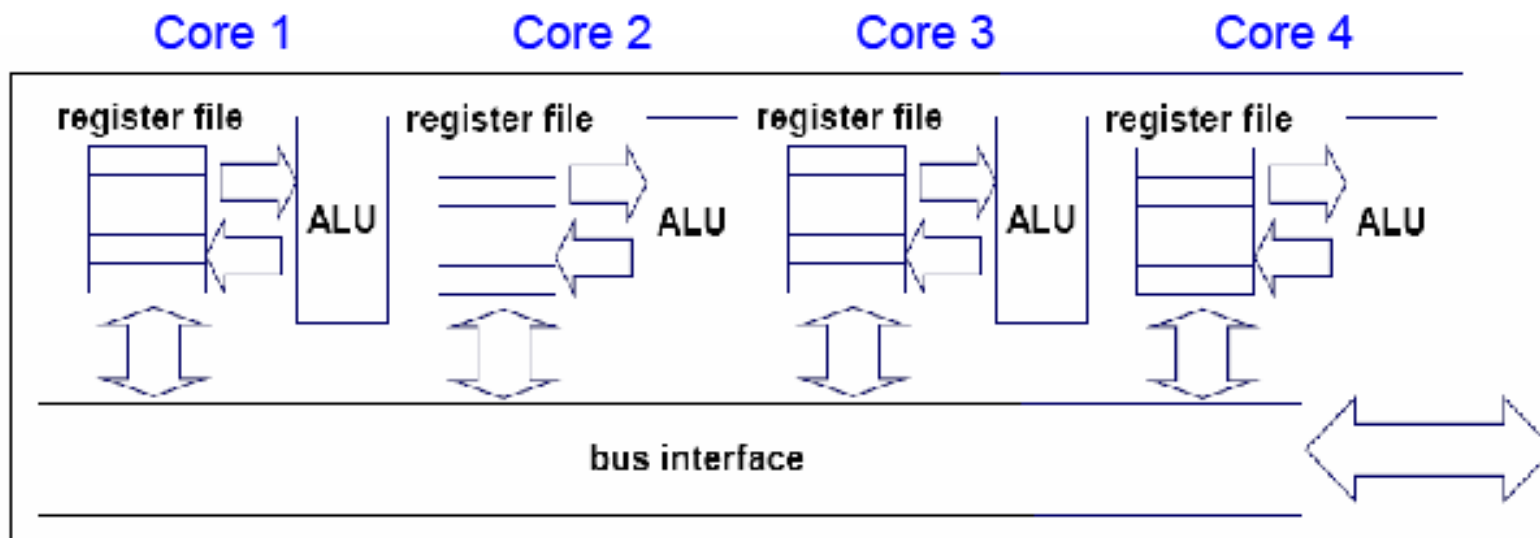 Core 1 Core 2 Core 3 Core 4
register file register file register file register file
ALU ALU ALU ALU
bus interface